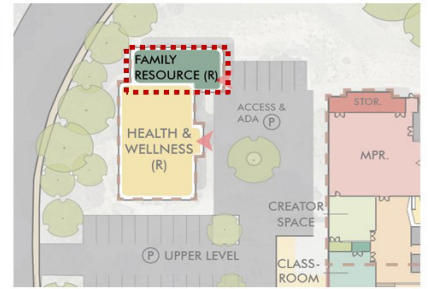 FAMILY
RESOURCE (R)
HEALTH &
WELLNESS
(R)
ACCESS &
ADA P
STOR.
MPR.
CREATOR
SPACE
P UPPER LEVEL
CLASS-
ROOM